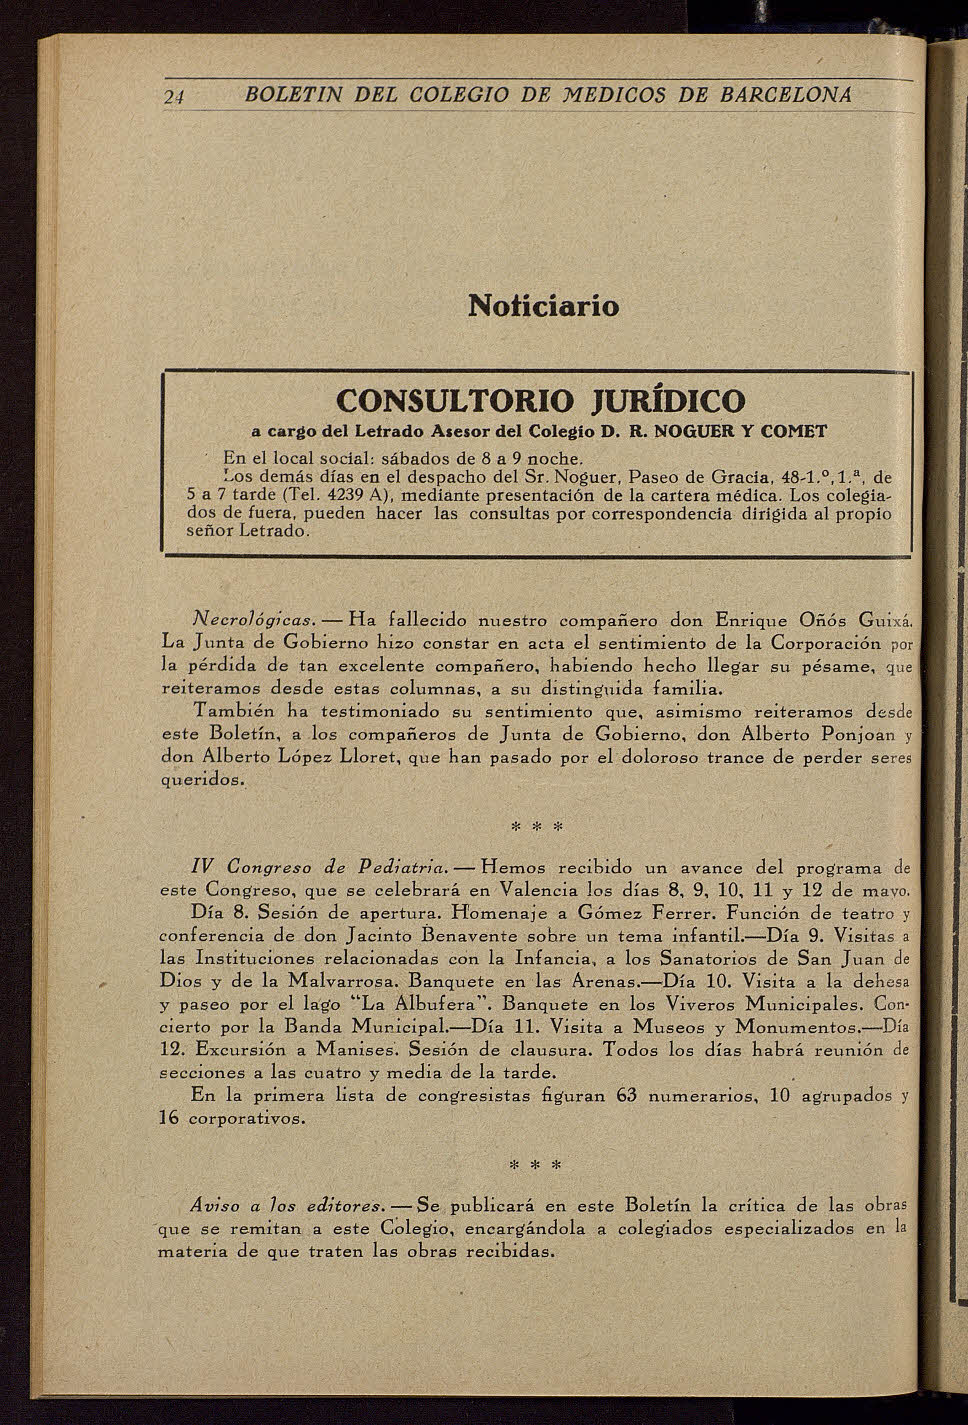 24 BOLETIN DEL COLEGIO DE MEDICOS DE BARCELONA
Noticiario
CONSULTORIO JURÍDICO
a cargo del Letrado Asesor del Colegio D. R. NOGUER Y COMET
En el local social: sábados de 8 a 9 noche.
Los demás días en el despacho del Sr. Noguer, Paseo de Gracia, 48-1.º,1.ª, de
5 a 7 tarde (Tel. 4239 A), mediante presentación de la cartera médica. Los colegia-
dos de fuera, pueden hacer las consultas por correspondencia dirigida al propio
señor Letrado.
Necrológicas. — Ha fallecido nuestro compañero don Enrique Oñós Guixá.
La Junta de Gobierno hizo constar en acta el sentimiento de la Corporación por
la pérdida de tan excelente compañero, habiendo hecho llegar su pésame, que
reiteramos desde estas columnas, a su distinguida familia.
También ha testimoniado su sentimiento que, asimismo reiteramos desde
este Boletín, a los compañeros de Junta de Gobierno, don Alberto Ponjoan y
don Alberto López Lloret, que han pasado por el doloroso trance de perder seres
queridos.
* * *
IV Congreso de Pediatria. — Hemos recibido un avance del programa de
este Congreso, que se celebrará en Valencia los días 8, 9, 10, 11 y 12 de mayo.
Día 8. Sesión de apertura. Homenaje a Gómez Ferrer. Función de teatro y
conferencia de don Jacinto Benavente sobre un tema infantil.—Día 9. Visitas a
las Instituciones relacionadas con la Infancia, a los Sanatorios de San Juan de
Dios y de la Malvarrosa. Banquete en las Arenas.—Día 10. Visita a la dehesa
y paseo por el lago "La Albufera". Banquete en los Viveros Municipales. Con-
cierto por la Banda Municipal.—Día 11. Visita a Museos y Monumentos.—Día
12. Excursión a Manises. Sesión de clausura. Todos los días habrá reunión de
secciones a las cuatro y media de la tarde.
En la primera lista de congresistas figuran 63 numerarios, 10 agrupados y
16 corporativos.
* * *
Aviso a los editores. — Se publicará en este Boletín la crítica de las obras
que se remitan a este Colegio, encargándola a colegiados especializados en la
materia de que traten las obras recibidas.